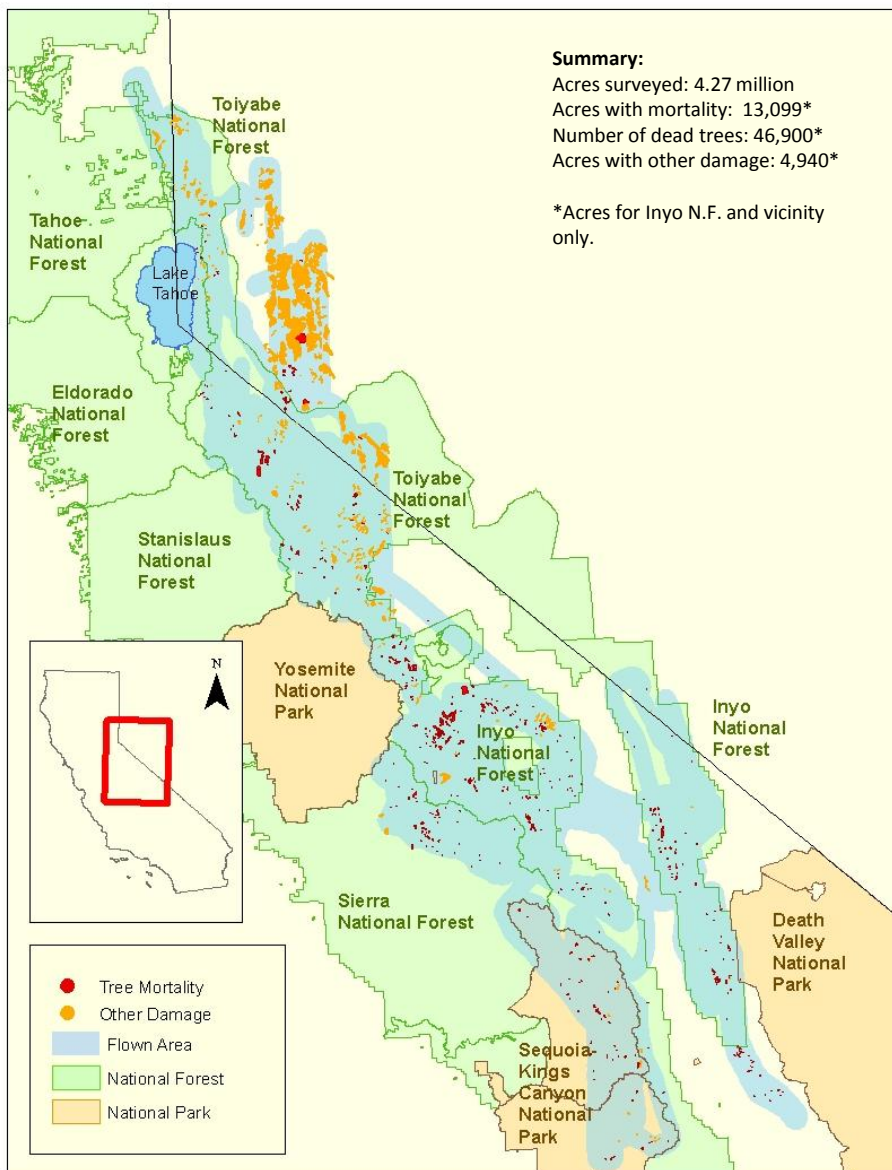 Summary:
Acres surveyed: 4.27 million
Acres with mortality: 13,099*
Number of dead trees: 46,900*
Acres with other damage: 4,940*
*Acres for Inyo N.F. and vicinity
only.
Toiyabe
National
Forest
Tahoe
National
Forest
Lake
Tahoe
Eldorado
National
Forest
Toiyabe
National
Forest
Stanislaus
National
Forest
Yosemite
National
Park
Inyo
National
Forest
Inyo
National
Forest
N
Sierra
National Forest
Death
Valley
National
Park
Sequoia-
Kings
Canyon
National
Park
Tree Mortality
Other Damage
Flown Area
National Forest
National Park